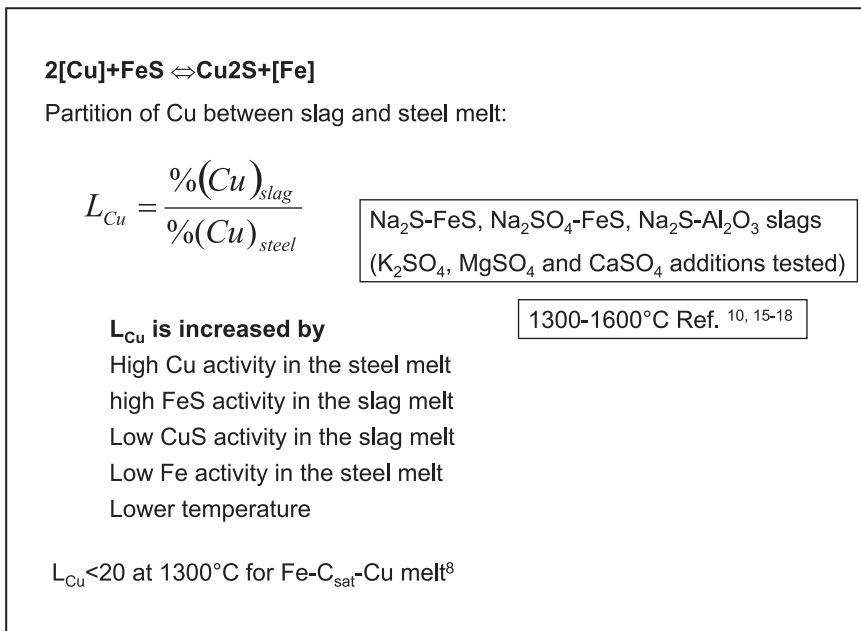 2[Cu]+FeS ⇔Cu2S+[Fe]
Partition of Cu between slag and steel melt:
L_Cu = %(Cu)_slag / %(Cu)_steel
Na₂S-FeS, Na₂SO₄-FeS, Na₂S-Al₂O₃ slags
(K₂SO₄, MgSO₄ and CaSO₄ additions tested)
1300-1600°C Ref. ¹⁰, ¹⁵⁻¹⁸
L_Cu is increased by
High Cu activity in the steel melt
high FeS activity in the slag melt
Low CuS activity in the slag melt
Low Fe activity in the steel melt
Lower temperature
L_Cu<20 at 1300°C for Fe-C_sat-Cu melt⁸